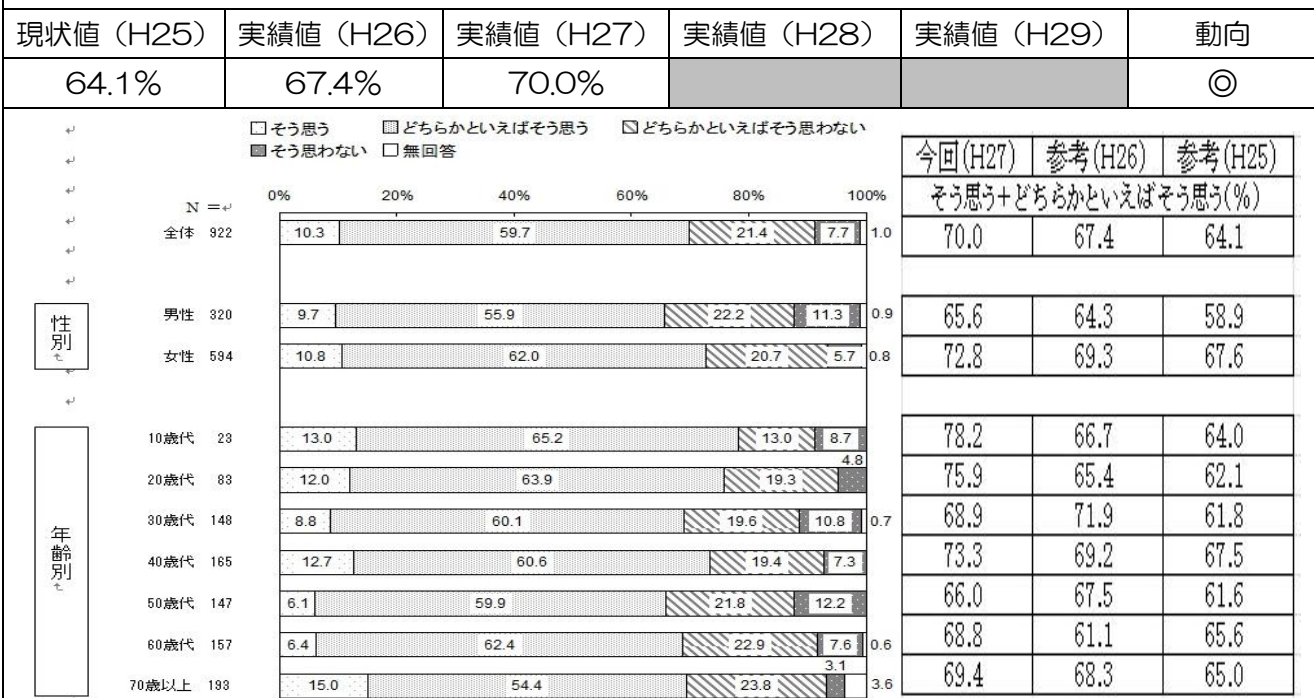 現状値（H25） 実績値（H26） 実績値（H27） 実績値（H28） 実績値（H29） 動向
64.1% 67.4% 70.0% ◎
□そう思う どちらかといえばそう思う どちらかといえばそう思わない
そう思わない □無回答
今回(H27) 参考(H26) 参考(H25)
そう思う+どちらかといえばそう思う(%)
0% 20% 40% 60% 80% 100%
N =
全体 922 10.3 59.7 21.4 7.7 1.0 70.0 67.4 64.1
性別
男性 320 9.7 55.9 22.2 11.3 0.9 65.6 64.3 58.9
女性 594 10.8 62.0 20.7 5.7 0.8 72.8 69.3 67.6
年齢別
10歳代 23 13.0 65.2 13.0 8.7 78.2 66.7 64.0
20歳代 83 12.0 63.9 19.3 4.8 75.9 65.4 62.1
30歳代 148 8.8 60.1 19.6 10.8 0.7 68.9 71.9 61.8
40歳代 165 12.7 60.6 19.4 7.3 73.3 69.2 67.5
50歳代 147 6.1 59.9 21.8 12.2 66.0 67.5 61.6
60歳代 157 6.4 62.4 22.9 7.6 0.6 68.8 61.1 65.6
70歳以上 193 15.0 54.4 23.8 3.1 3.6 69.4 68.3 65.0